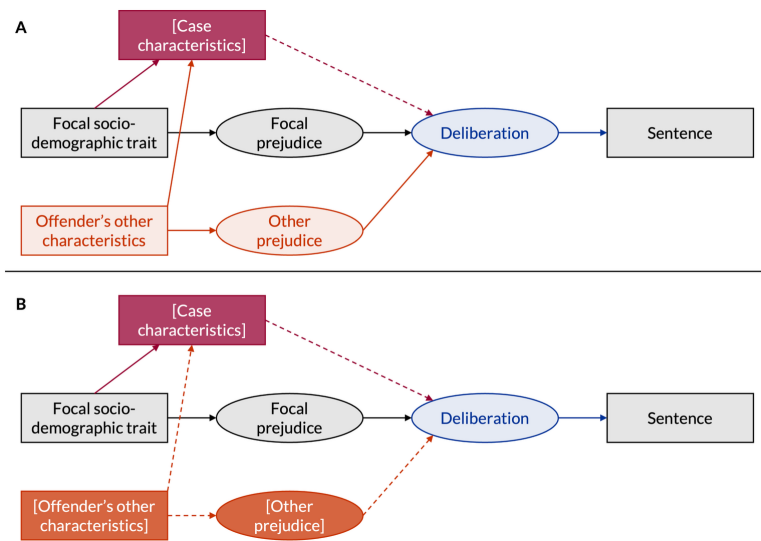 A
[Case
characteristics]
Focal socio-
demographic trait
Focal
prejudice
Deliberation
Sentence
Offender's other
characteristics
Other
prejudice
B
[Case
characteristics]
Focal socio-
demographic trait
Focal
prejudice
Deliberation
Sentence
[Offender's other
characteristics]
[Other
prejudice]